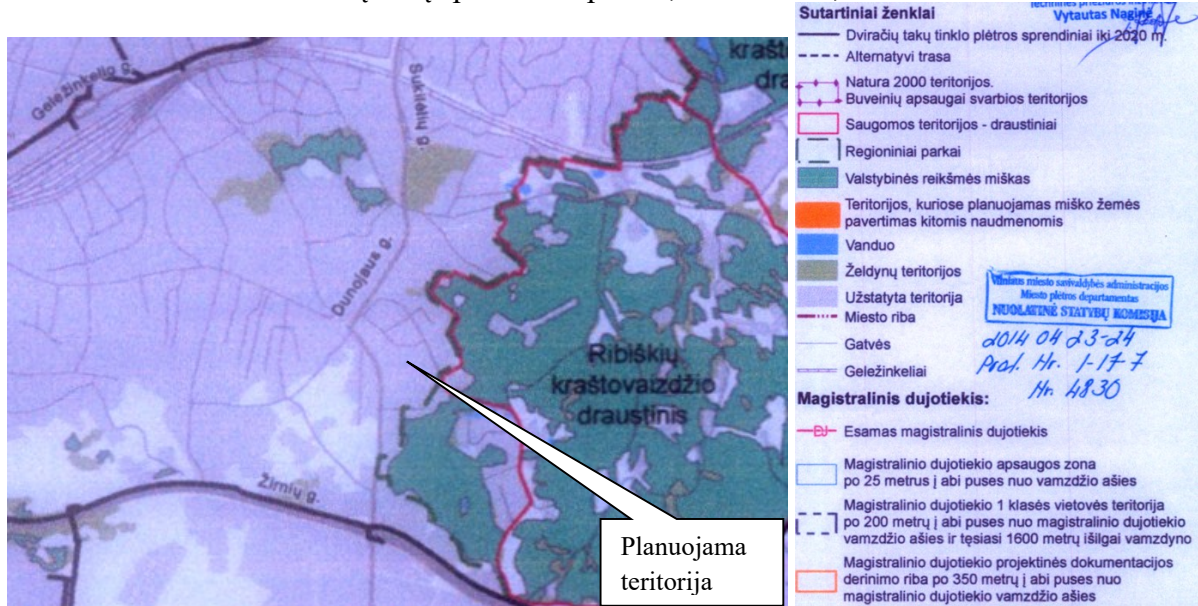 Geležinkelio g.
Sukilėlių g.
Dunojaus g.
Žirnių g.
krašt
dra
Ribiškių
kraštovaizdžio
draustinis
Planuojama
teritorija
Vytautas
Sutartiniai ženklai
Dviračių takų tinklo plėtros sprendiniai iki 2020 m.
Alternatyvi trasa
Natura 2000 teritorijos.
Buveinių apsaugai svarbios teritorijos
Saugomos teritorijos - draustiniai
Regioniniai parkai
Valstybinės reikšmės miškas
Teritorijos, kuriose planuojamas miško žemės
pavertimas kitomis naudmenomis
Vanduo
Želdynų teritorijos
Užstatyta teritorija
Miesto riba
Gatvės
Geležinkeliai
Vilniaus miesto savivaldybės administracijos
Miesto plėtros departamentas
NUOLATINĖ STATYBŲ KOMISIJA
2014 04 23-24
Prot. Nr. 1-17-7
Nr. 4830
Magistralinis dujotiekis:
Esamas magistralinis dujotiekis
Magistralinio dujotiekio apsaugos zona
po 25 metrus į abi puses nuo vamzdžio ašies
Magistralinio dujotiekio 1 klasės vietovės teritorija
po 200 metrų į abi puses nuo magistralinio dujotiekio
vamzdžio ašies ir tęsiasi 1600 metrų išilgai vamzdyno
Magistralinio dujotiekio projektinės dokumentacijos
derinimo riba po 350 metrų į abi puses nuo
magistralinio dujotiekio vamzdžio ašies